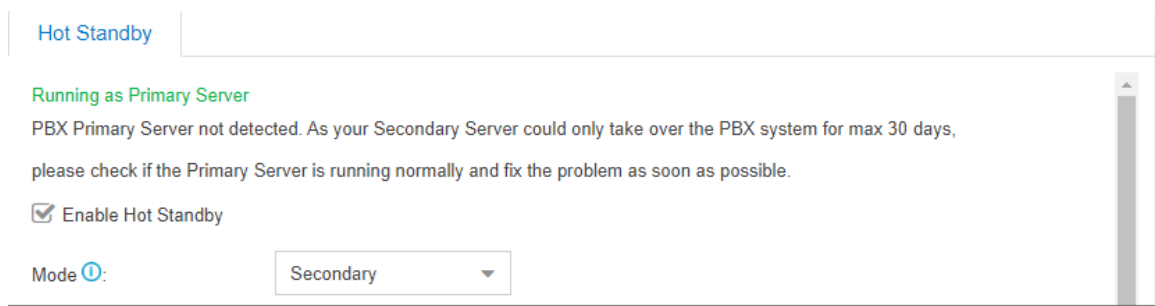 Hot Standby
Running as Primary Server
PBX Primary Server not detected. As your Secondary Server could only take over the PBX system for max 30 days,
please check if the Primary Server is running normally and fix the problem as soon as possible.
Enable Hot Standby
Mode : Secondary